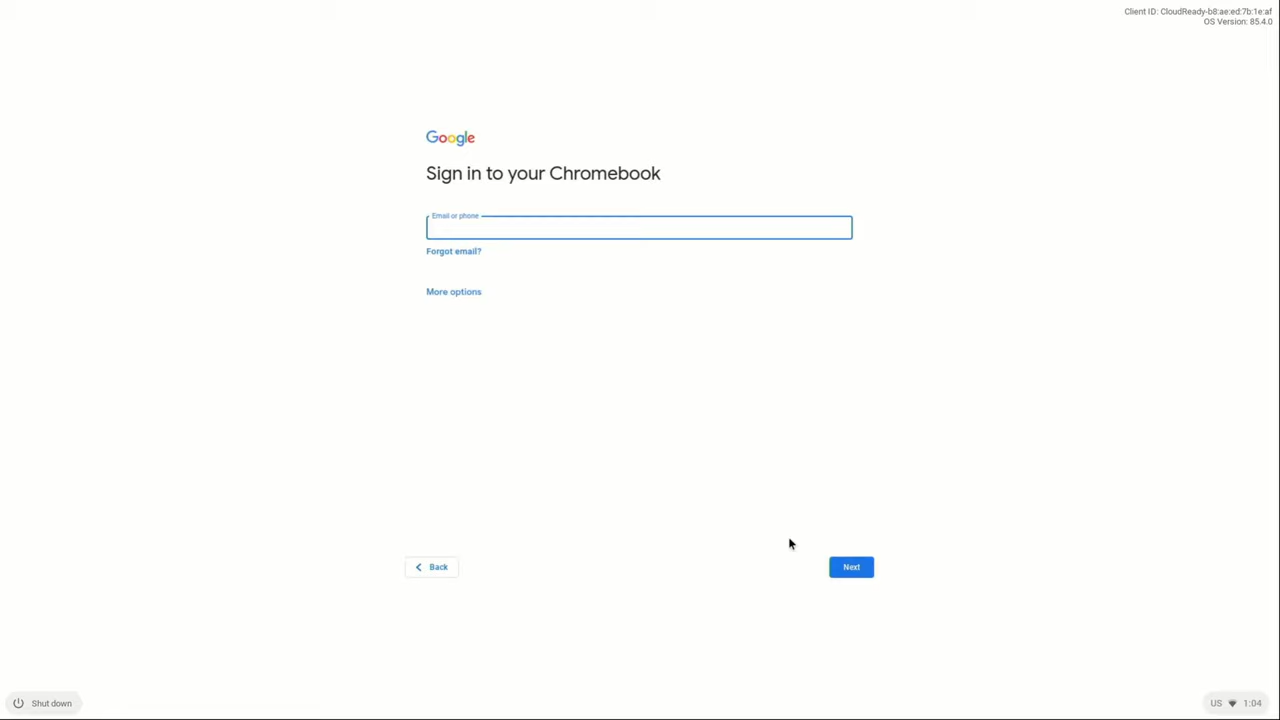 Client ID: CloudReady-b8:ae:ed:7b:1e:af
OS Version: 85.4.0
Google
Sign in to your Chromebook
Email or phone
Forgot email?
More options
Back
Next
Shut down
US 1:04